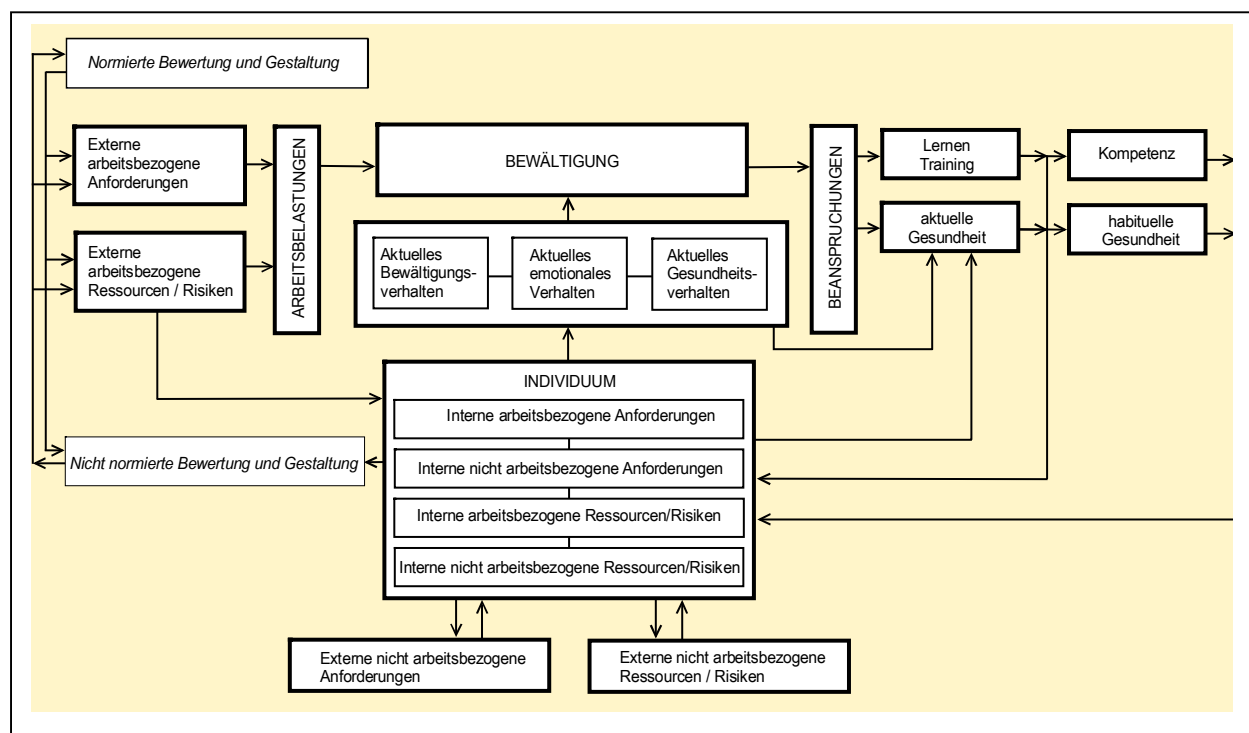 Normierte Bewertung und Gestaltung
Externe
arbeitsbezogene
Anforderungen
Externe
arbeitsbezogene
Ressourcen / Risiken
ARBEITSBELASTUNGEN
BEWÄLTIGUNG
Aktuelles
Bewältigungs-
verhalten
Aktuelles
emotionales
Verhalten
Aktuelles
Gesundheits-
verhalten
BEANSPRUCHUNGEN
Lernen
Training
Kompetenz
aktuelle
Gesundheit
habituelle
Gesundheit
INDIVIDUUM
Interne arbeitsbezogene Anforderungen
Interne nicht arbeitsbezogene Anforderungen
Interne arbeitsbezogene Ressourcen/Risiken
Interne nicht arbeitsbezogene Ressourcen/Risiken
Nicht normierte Bewertung und Gestaltung
Externe nicht arbeitsbezogene
Anforderungen
Externe nicht arbeitsbezogene
Ressourcen / Risiken